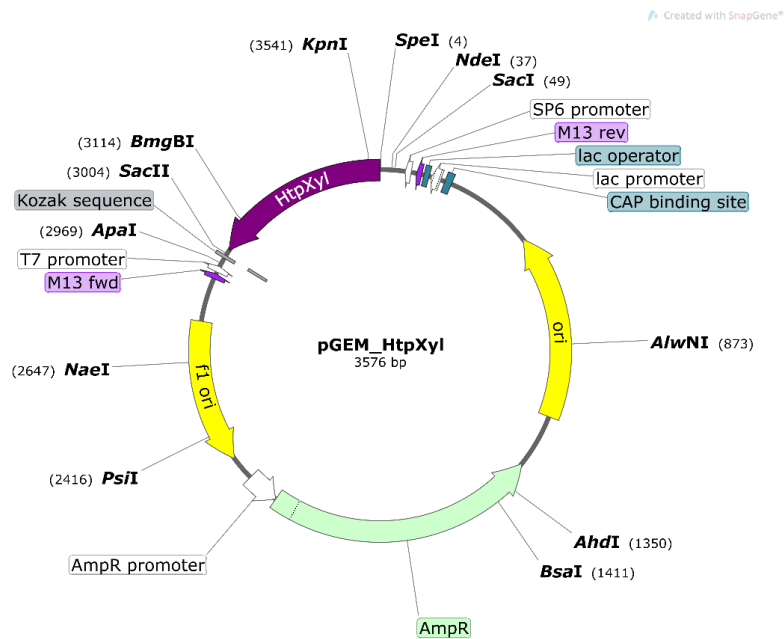 Created with SnapGene®
(3541) KpnI
SpeI (4)
NdeI (37)
SacI (49)
SP6 promoter
M13 rev
lac operator
lac promoter
CAP binding site
(3114) BmgBI
(3004) SacII
Kozak sequence
(2969) ApaI
T7 promoter
M13 fwd
HtpXyl
ori
AlwNI (873)
pGEM_HtpXyl
3576 bp
(2647) NaeI
f1 ori
(2416) PsiI
AhdI (1350)
BsaI (1411)
AmpR promoter
AmpR